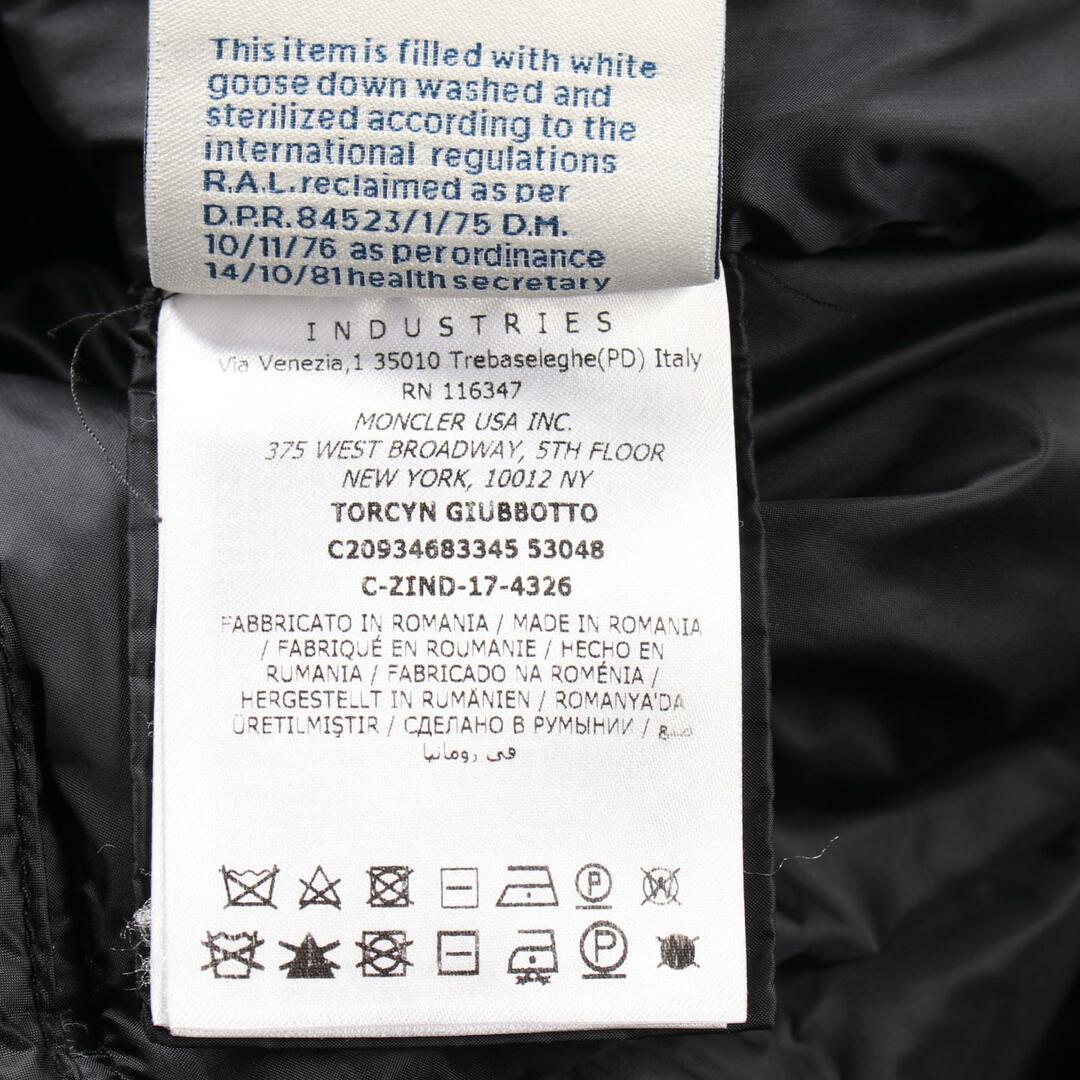 This item is filled with white
goose down washed and
sterilized according to the
international regulations
R.A.L. reclaimed as per
D.P.R. 84523/1/75 D.M.
10/11/76 as per ordinance
14/10/81 health secretary
INDUSTRIES
Via Venezia,1 35010 Trebaseleghe(PD) Italy
RN 116347
MONCLER USA INC.
375 WEST BROADWAY, 5TH FLOOR
NEW YORK, 10012 NY
TORCYN GIUBBOTTO
C20934683345 53048
C-ZIND-17-4326
FABBRICATO IN ROMANIA / MADE IN ROMANIA
/ FABRIQUÉ EN ROUMANIE / HECHO EN
RUMANIA / FABRICADO NA ROMÉNIA /
HERGESTELLT IN RUMÄNIEN / ROMANYA'DA
ÜRETILMIŞTIR / СДЕЛАНО В РУМЫНИИ / صنع
في رومانيا
P W
P